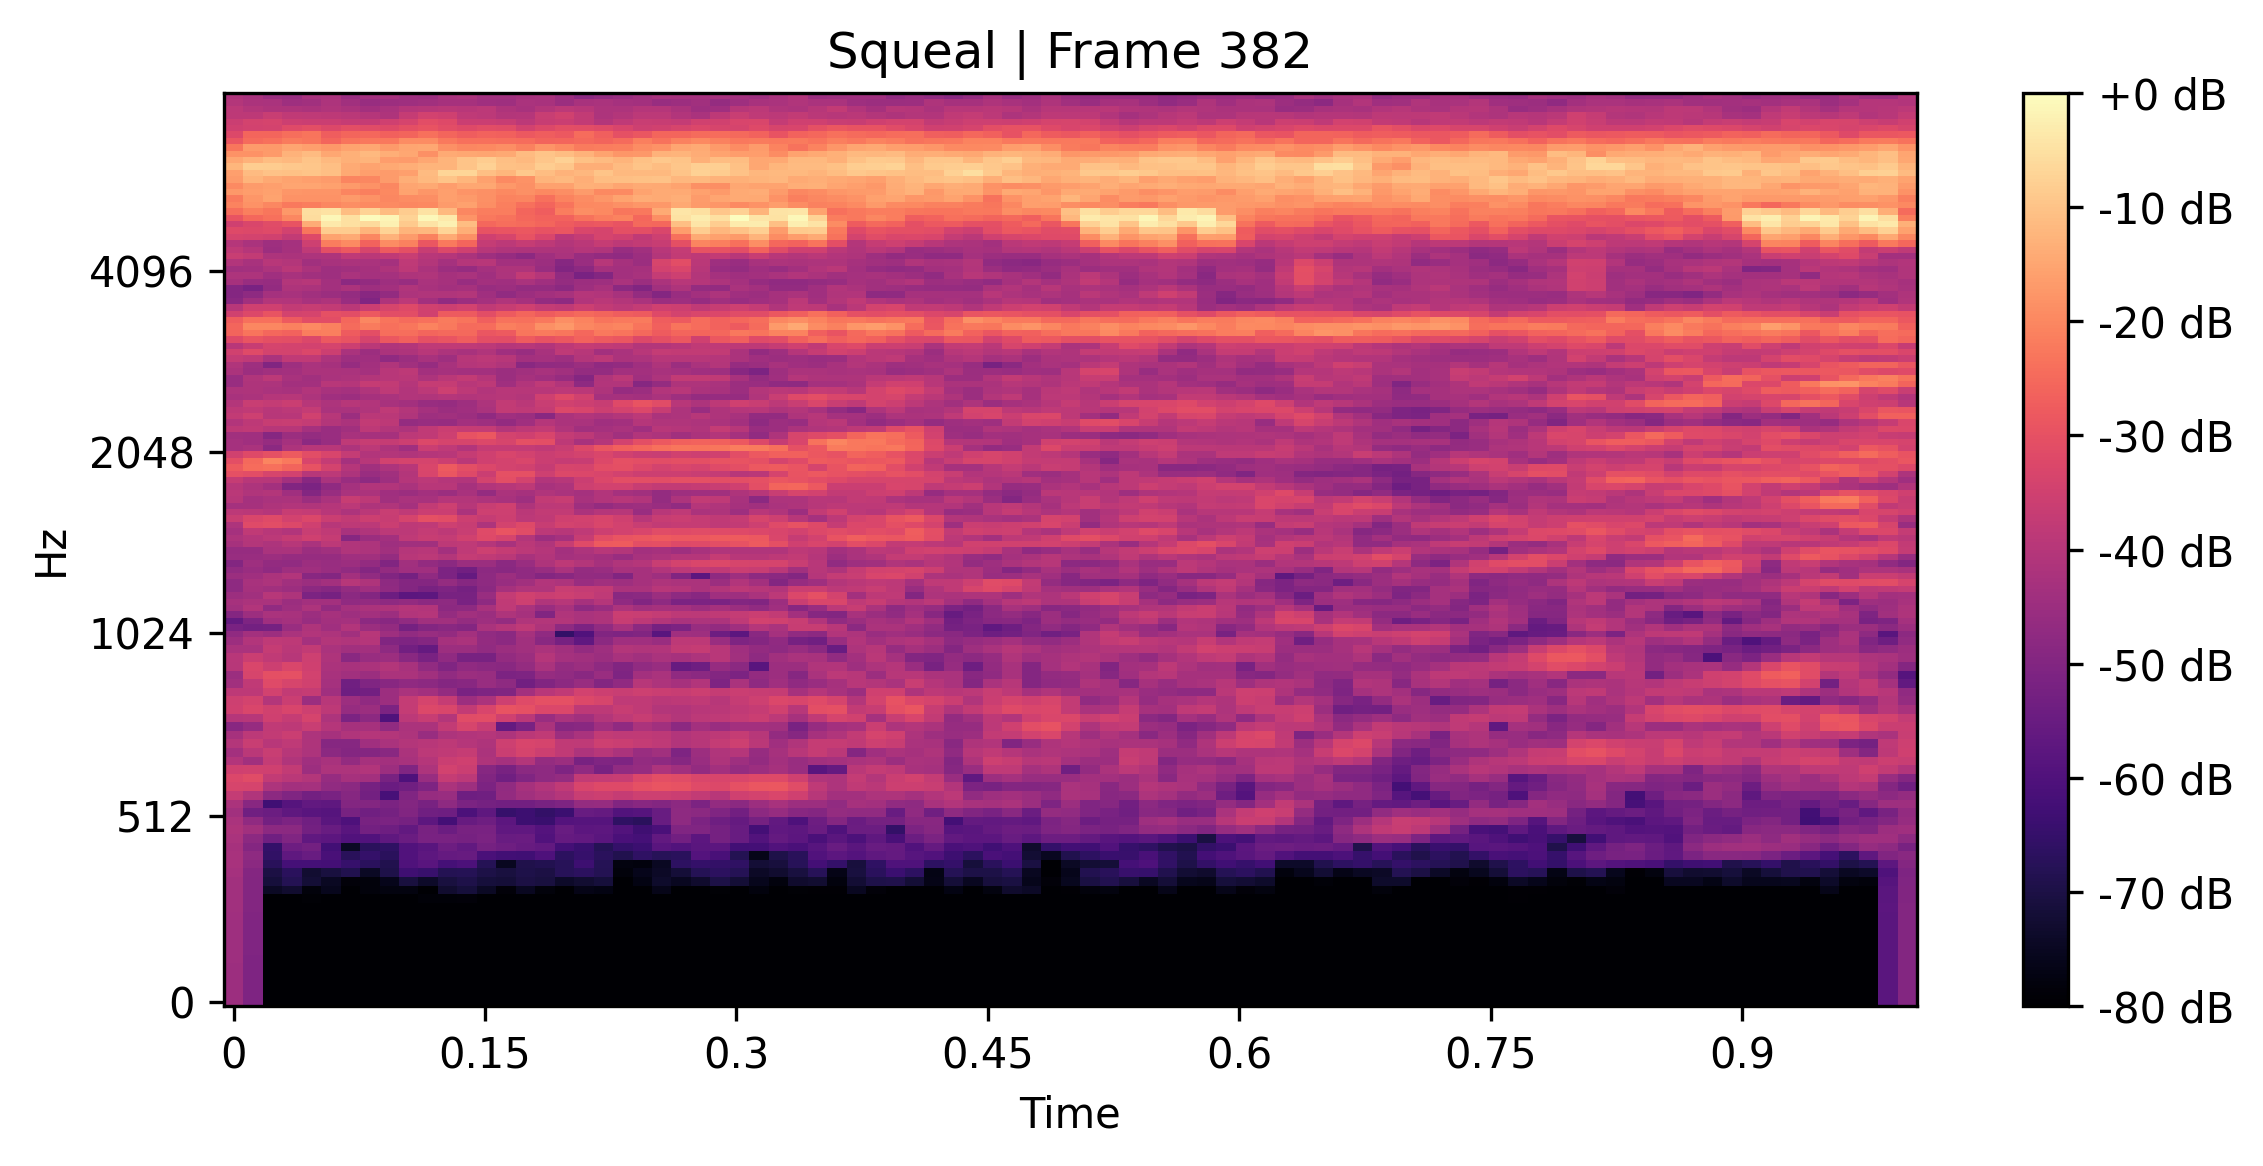 Squeal | Frame 382
+0 dB
-10 dB
-20 dB
-30 dB
-40 dB
-50 dB
-60 dB
-70 dB
-80 dB
Hz
4096
2048
1024
512
0
0 0.15 0.3 0.45 0.6 0.75 0.9
Time